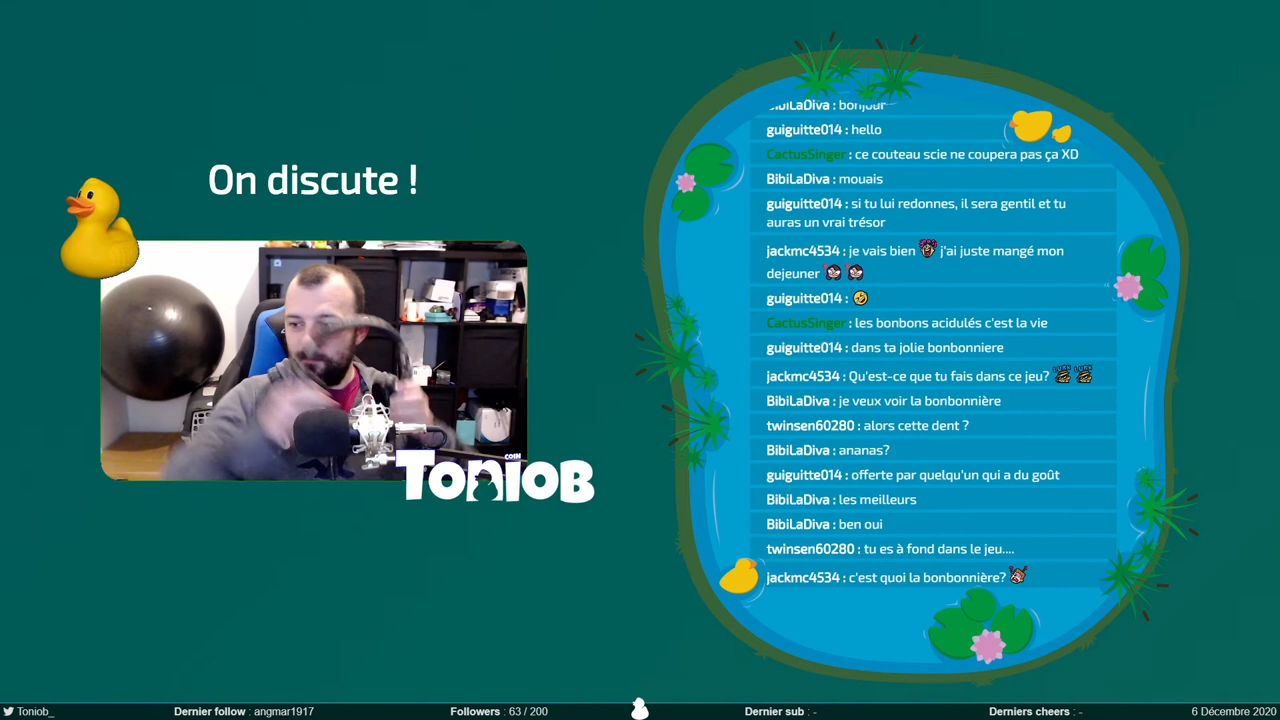 On discute !
COIN
TONIOB
BibiLaDiva : bonjour
guiguitte014 : hello
CactusSinger : ce couteau scie ne coupera pas ça XD
BibiLaDiva : mouais
guiguitte014 : si tu lui redonnes, il sera gentil et tu
auras un vrai trésor
jackmc4534 : je vais bien j'ai juste mangé mon
dejeuner
guiguitte014 :
CactusSinger : les bonbons acidulés c'est la vie
guiguitte014 : dans ta jolie bonbonniere
jackmc4534 : Qu'est-ce que tu fais dans ce jeu? LURK LURK
BibiLaDiva : je veux voir la bonbonnière
twinsen60280 : alors cette dent ?
BibiLaDiva : ananas?
guiguitte014 : offerte par quelqu'un qui a du goût
BibiLaDiva : les meilleurs
BibiLaDiva : ben oui
twinsen60280 : tu es à fond dans le jeu....
jackmc4534 : c'est quoi la bonbonnière?
Toniob_ Dernier follow : angmar1917 Followers : 63 / 200 Dernier sub : - Derniers cheers : - 6 Décembre 2020